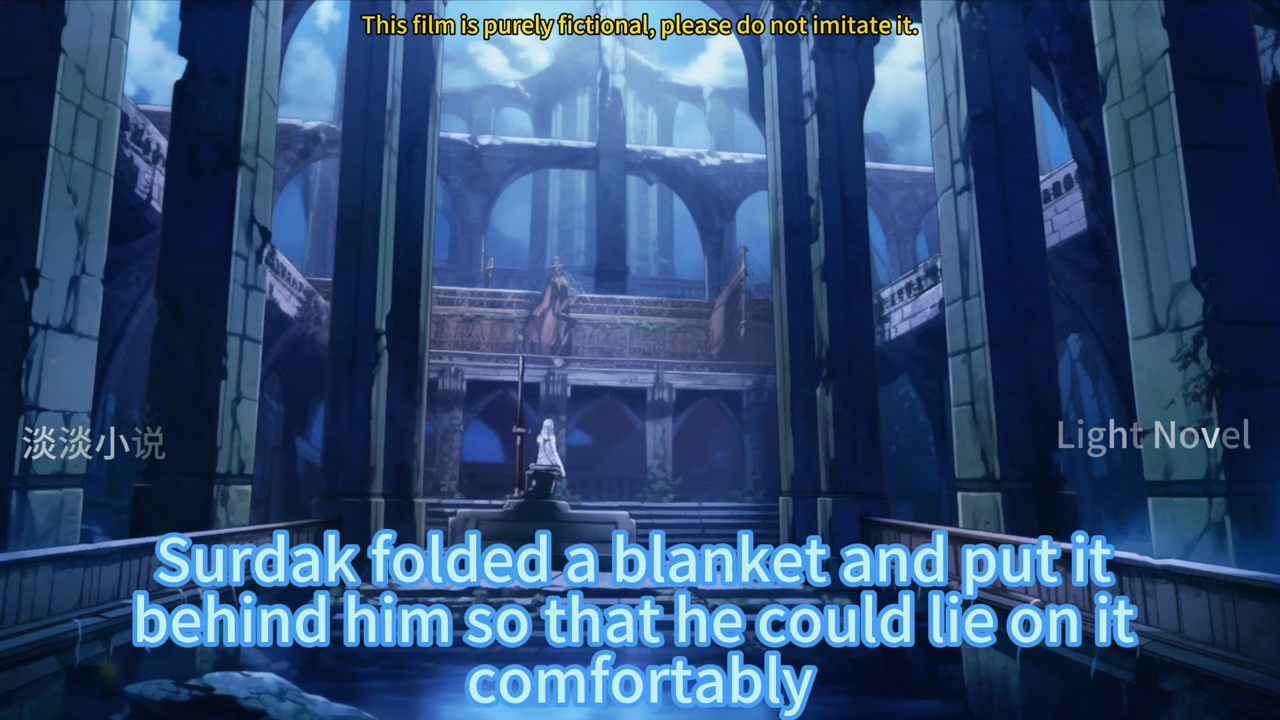 This film is purely fictional, please do not imitate it.
淡淡小说
Light Novel
Surdak folded a blanket and put it
behind him so that he could lie on it
comfortably